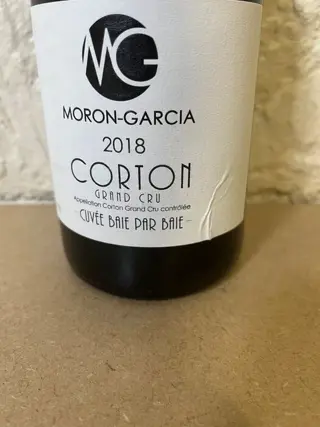 MG
MORON-GARCIA
2018
CORTON
GRAND CRU
Appellation Corton Grand Cru contrôlée
CUVÉE BAIE PAR BAIE